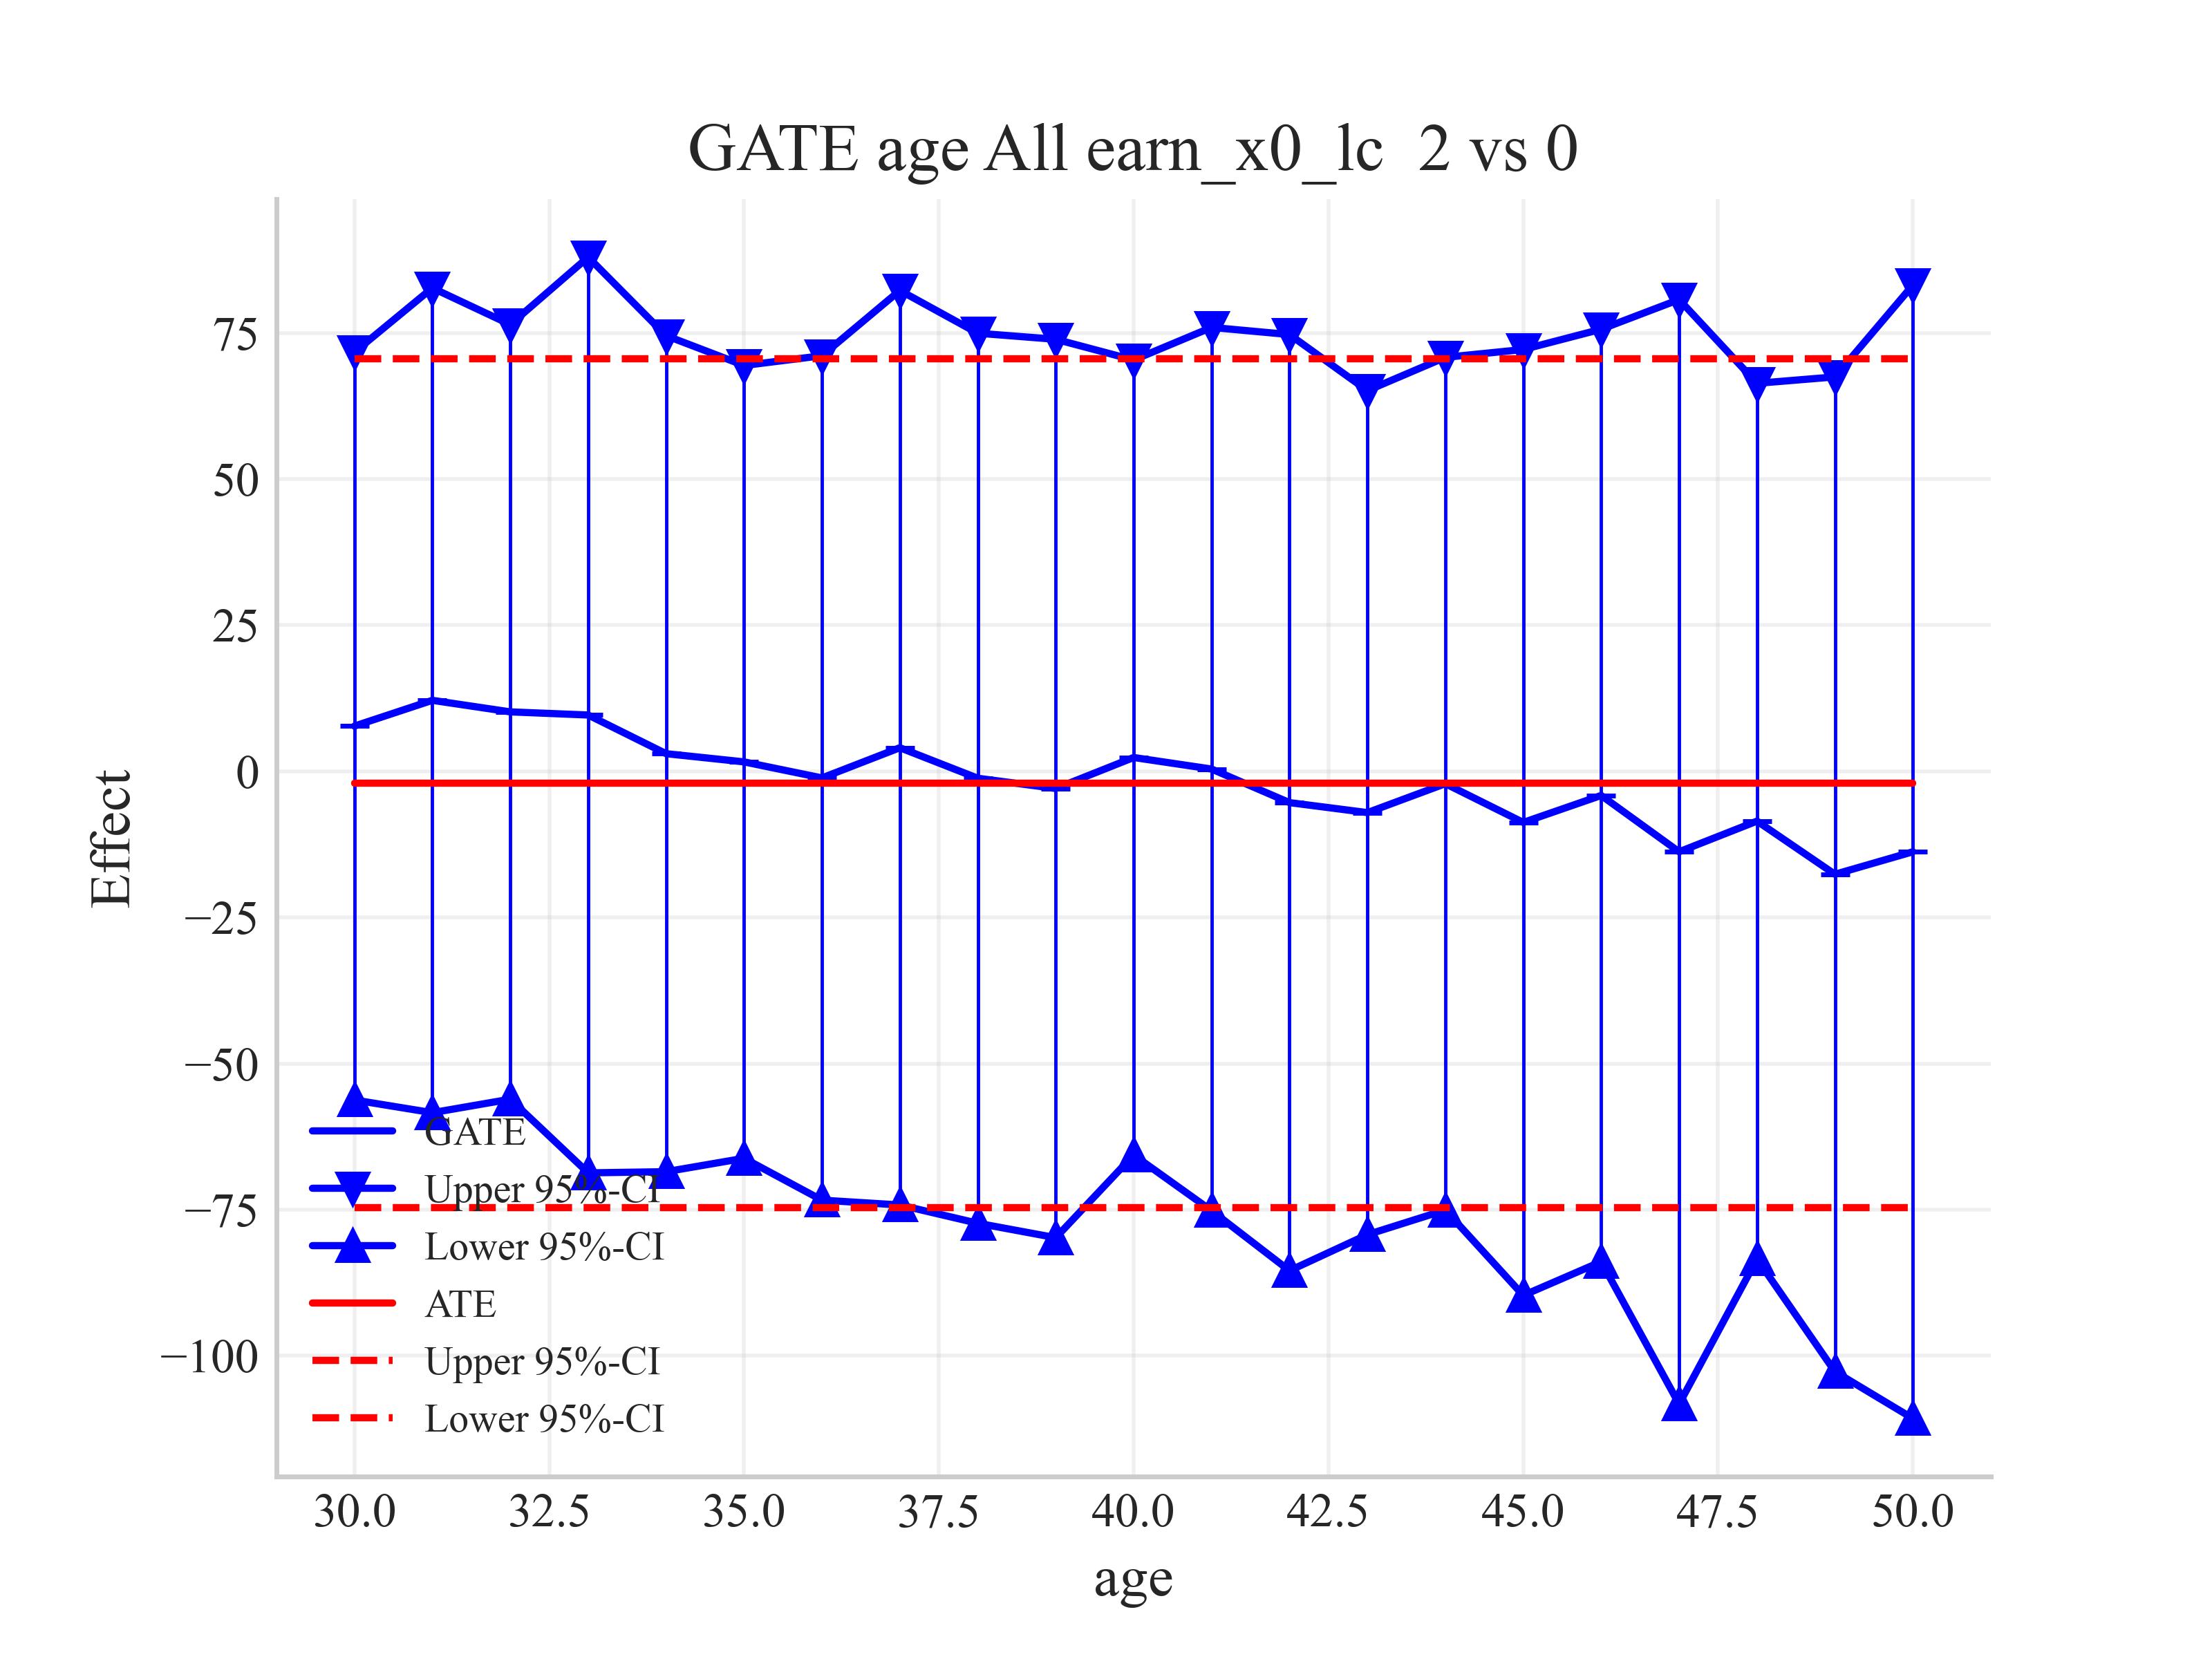 GATE age All earn_x0_lc 2 vs 0
Effect
75
50
25
0
−25
−50
−75
−100
GATE
Upper 95%-CI
Lower 95%-CI
ATE
Upper 95%-CI
Lower 95%-CI
30.0 32.5 35.0 37.5 40.0 42.5 45.0 47.5 50.0
age